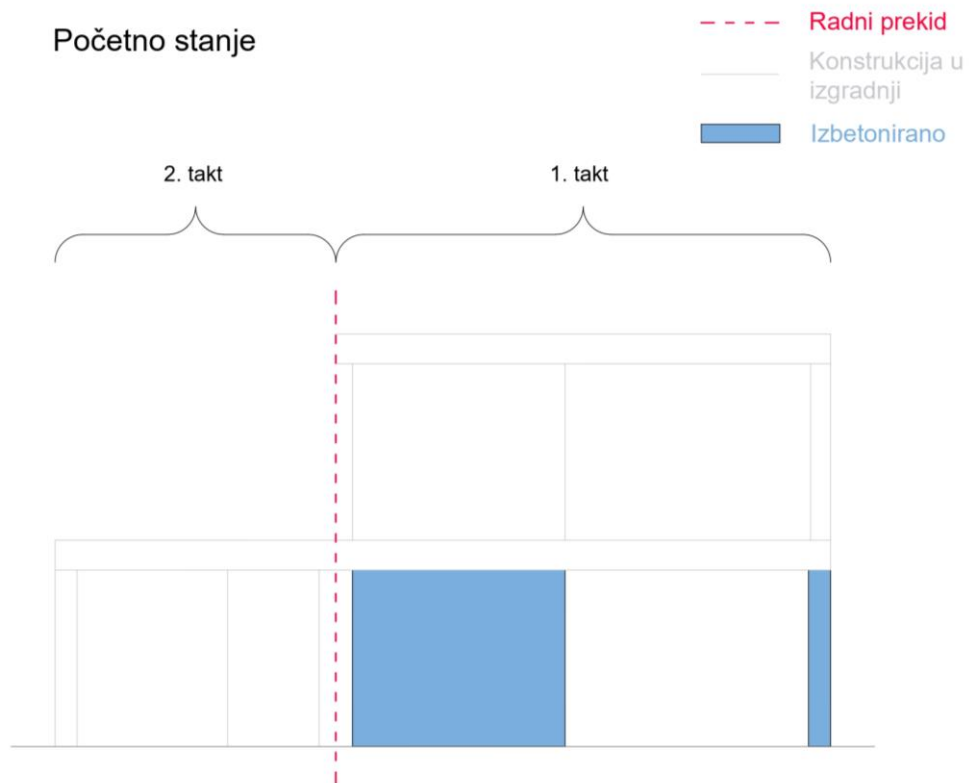 Početno stanje
Radni prekid
Konstrukcija u
izgradnji
Izbetonirano
2. takt
1. takt